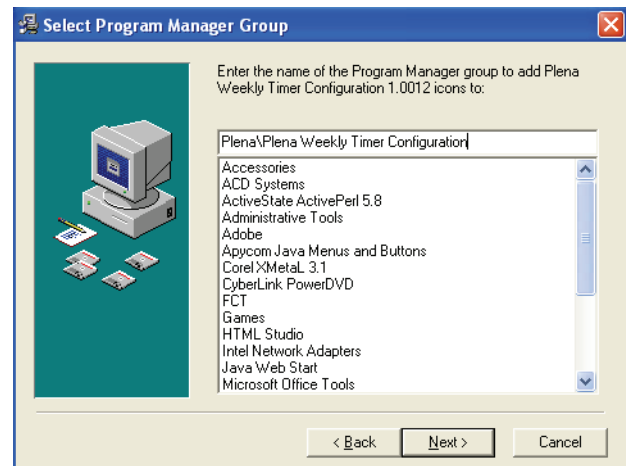 Select Program Manager Group
Enter the name of the Program Manager group to add Plena
Weekly Timer Configuration 1.0012 icons to:
Plena\Plena Weekly Timer Configuration
Accessories
ACD Systems
ActiveState ActivePerl 5.8
Administrative Tools
Adobe
Apycom Java Menus and Buttons
Corel XMetaL 3.1
CyberLink PowerDVD
FCT
Games
HTML Studio
Intel Network Adapters
Java Web Start
Microsoft Office Tools
< Back Next > Cancel